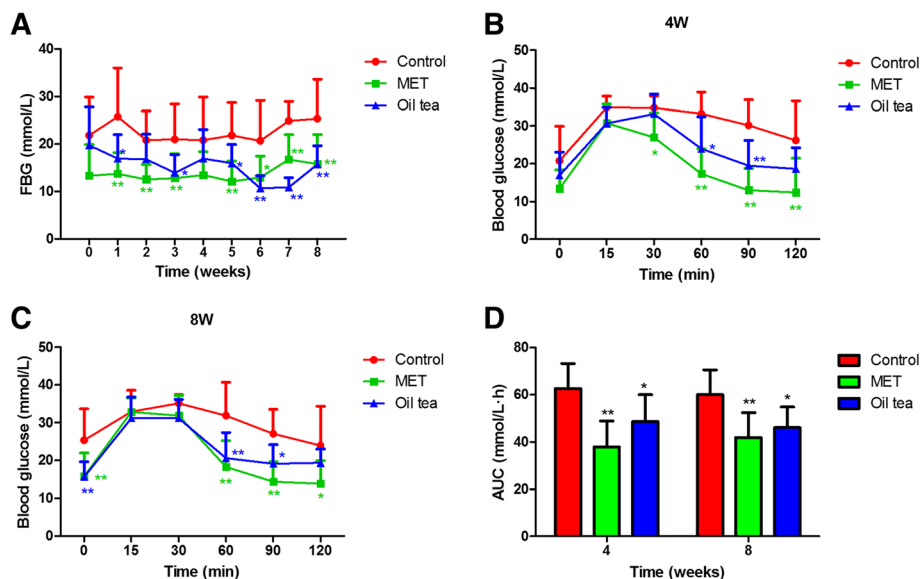 A
40
30
20
10
0
FBG (mmol/L)
**
**
**
**
**
*
*
*
*
**
**
**
**
0 1 2 3 4 5 6 7 8
Time (weeks)
Control
MET
Oil tea
B
4W
50
40
30
20
10
0
Blood glucose (mmol/L)
*
*
**
**
**
**
0 15 30 60 90 120
Time (min)
Control
MET
Oil tea
C
8W
50
40
30
20
10
0
Blood glucose (mmol/L)
**
**
**
*
**
**
*
0 15 30 60 90 120
Time (min)
Control
MET
Oil tea
D
80
60
40
20
0
AUC (mmol/L·h)
**
*
**
*
4 8
Time (weeks)
Control
MET
Oil tea